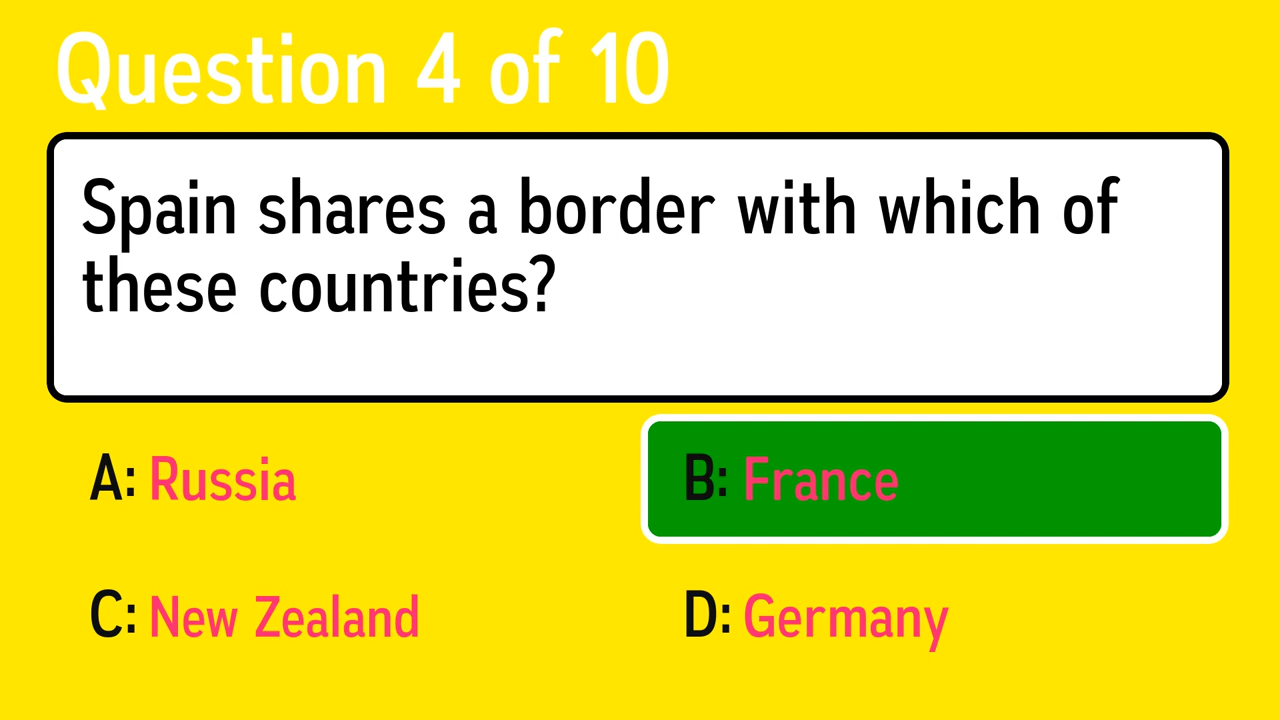 Question 4 of 10
Spain shares a border with which of
these countries?
A: Russia
B: France
C: New Zealand
D: Germany